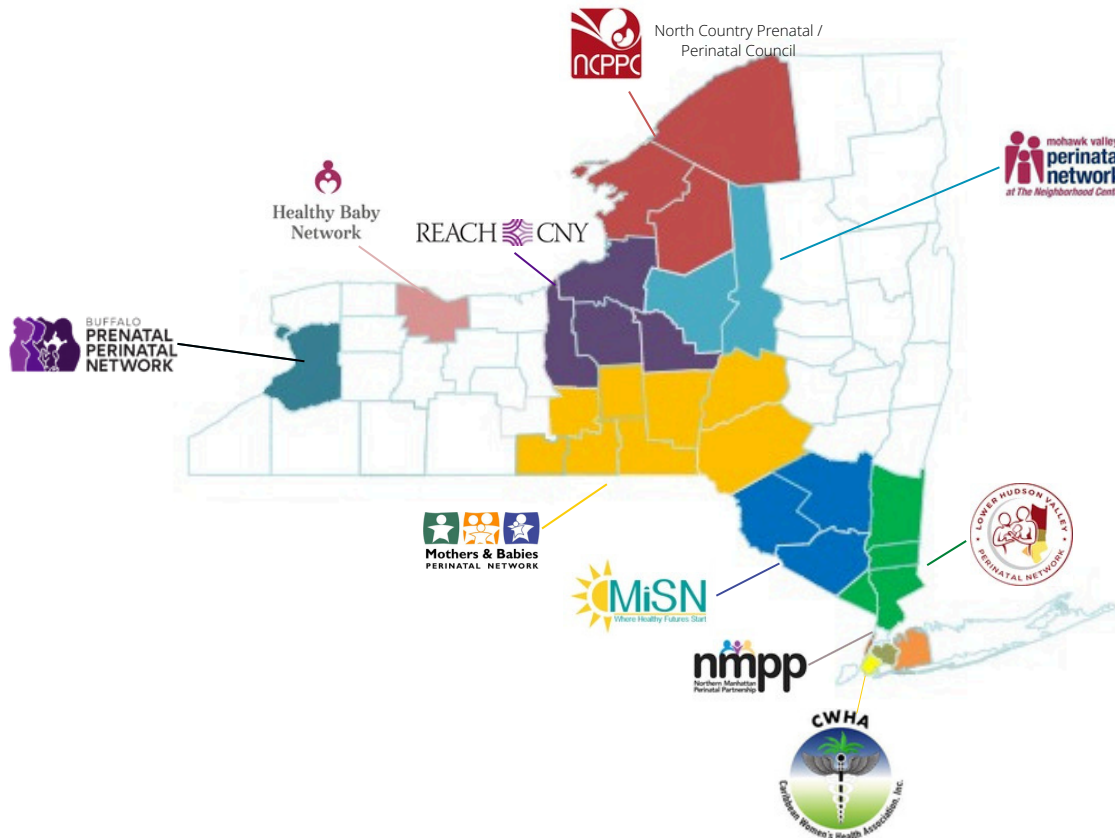 ncppc
North Country Prenatal /
Perinatal Council
mohawk valley
perinatal
network
at The Neighborhood Cent
Healthy Baby
Network
REACH CNY
BUFFALO
PRENATAL
PERINATAL
NETWORK
Mothers & Babies
PERINATAL NETWORK
LOWER HUDSON VALLEY
PERINATAL NETWORK
MiSN
Where Healthy Futures Start
nmpp
Northern Manhattan
Perinatal Partnership
CWHA
Caribbean Women's Health Association, Inc.